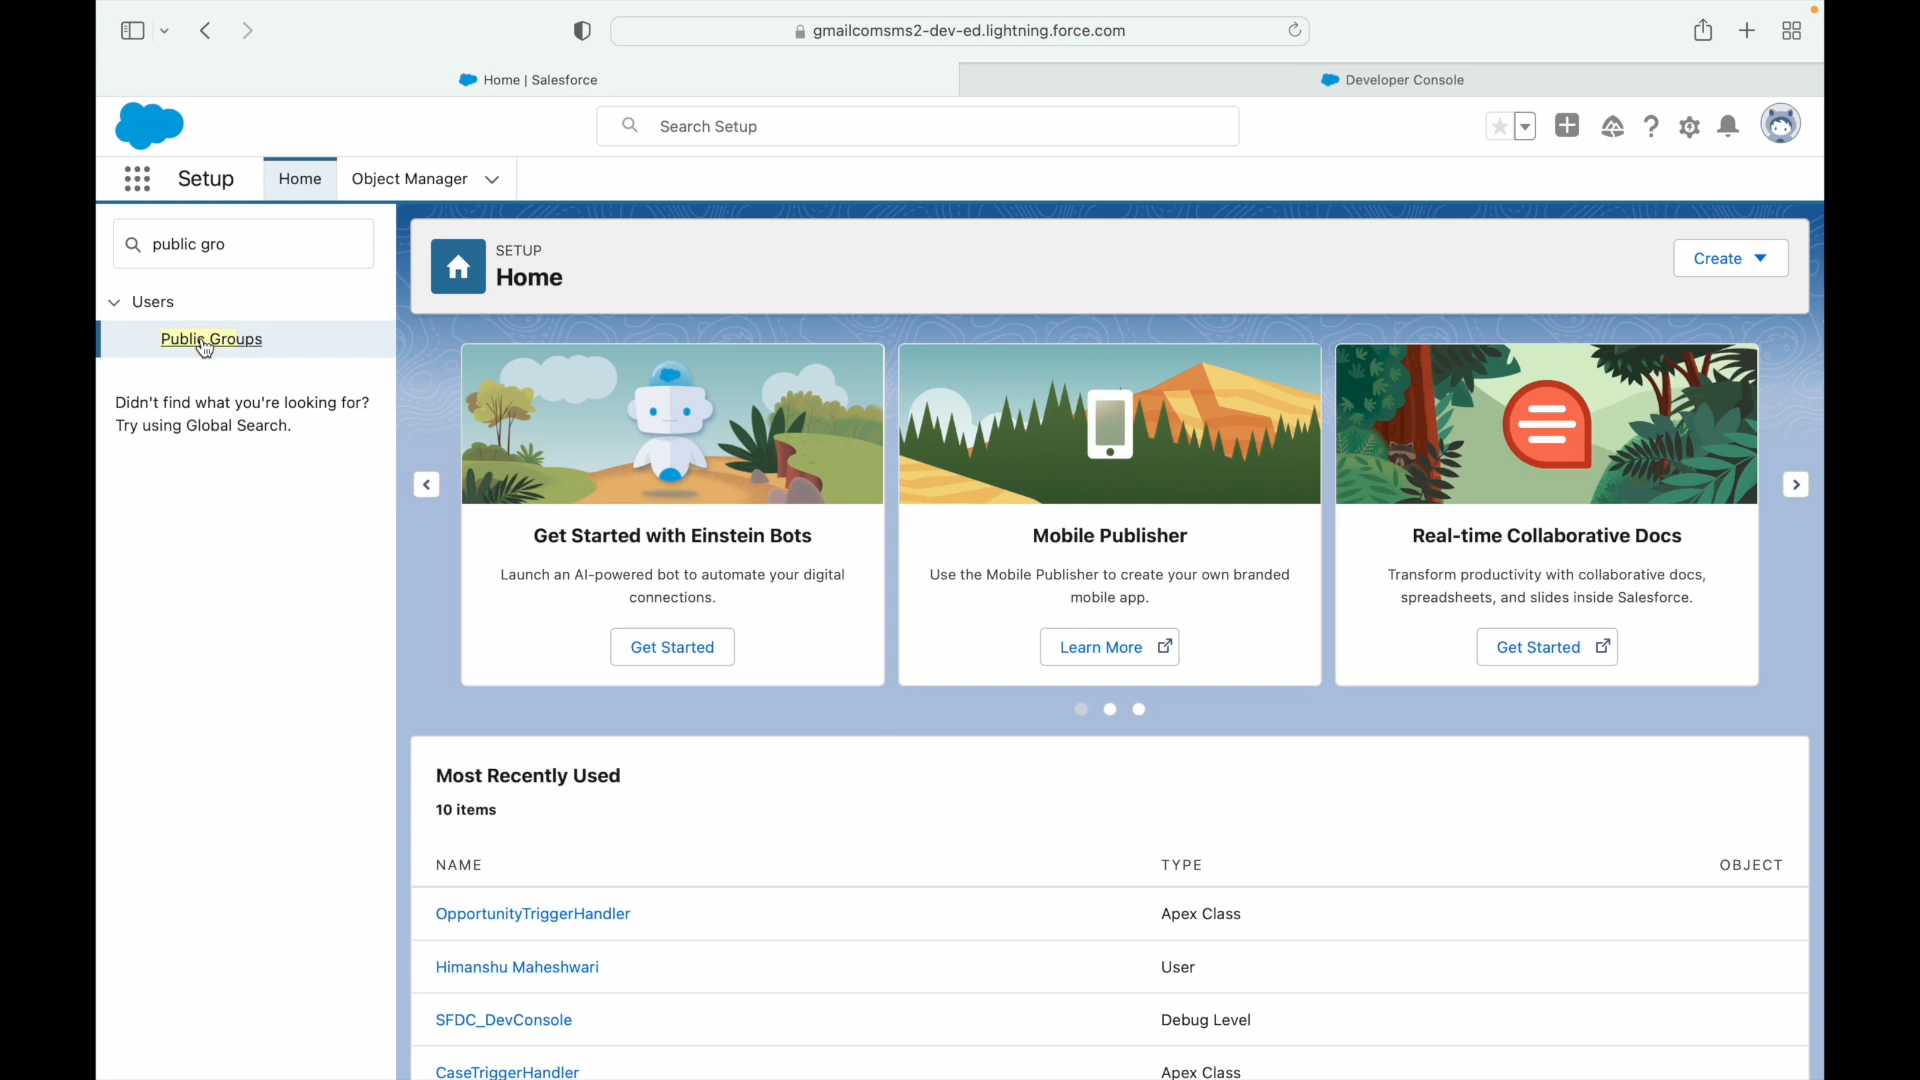 gmailcomsms2-dev-ed.lightning.force.com
Home | Salesforce
Developer Console
Search Setup
Setup
Home
Object Manager
public gro
Users
Public Groups
Didn't find what you're looking for?
Try using Global Search.
SETUP
Home
Create
Get Started with Einstein Bots
Launch an AI-powered bot to automate your digital
connections.
Get Started
Mobile Publisher
Use the Mobile Publisher to create your own branded
mobile app.
Learn More
Real-time Collaborative Docs
Transform productivity with collaborative docs,
spreadsheets, and slides inside Salesforce.
Get Started
Most Recently Used
10 items
NAME TYPE OBJECT
OpportunityTriggerHandler Apex Class
Himanshu Maheshwari User
SFDC_DevConsole Debug Level
CaseTriggerHandler Apex Class